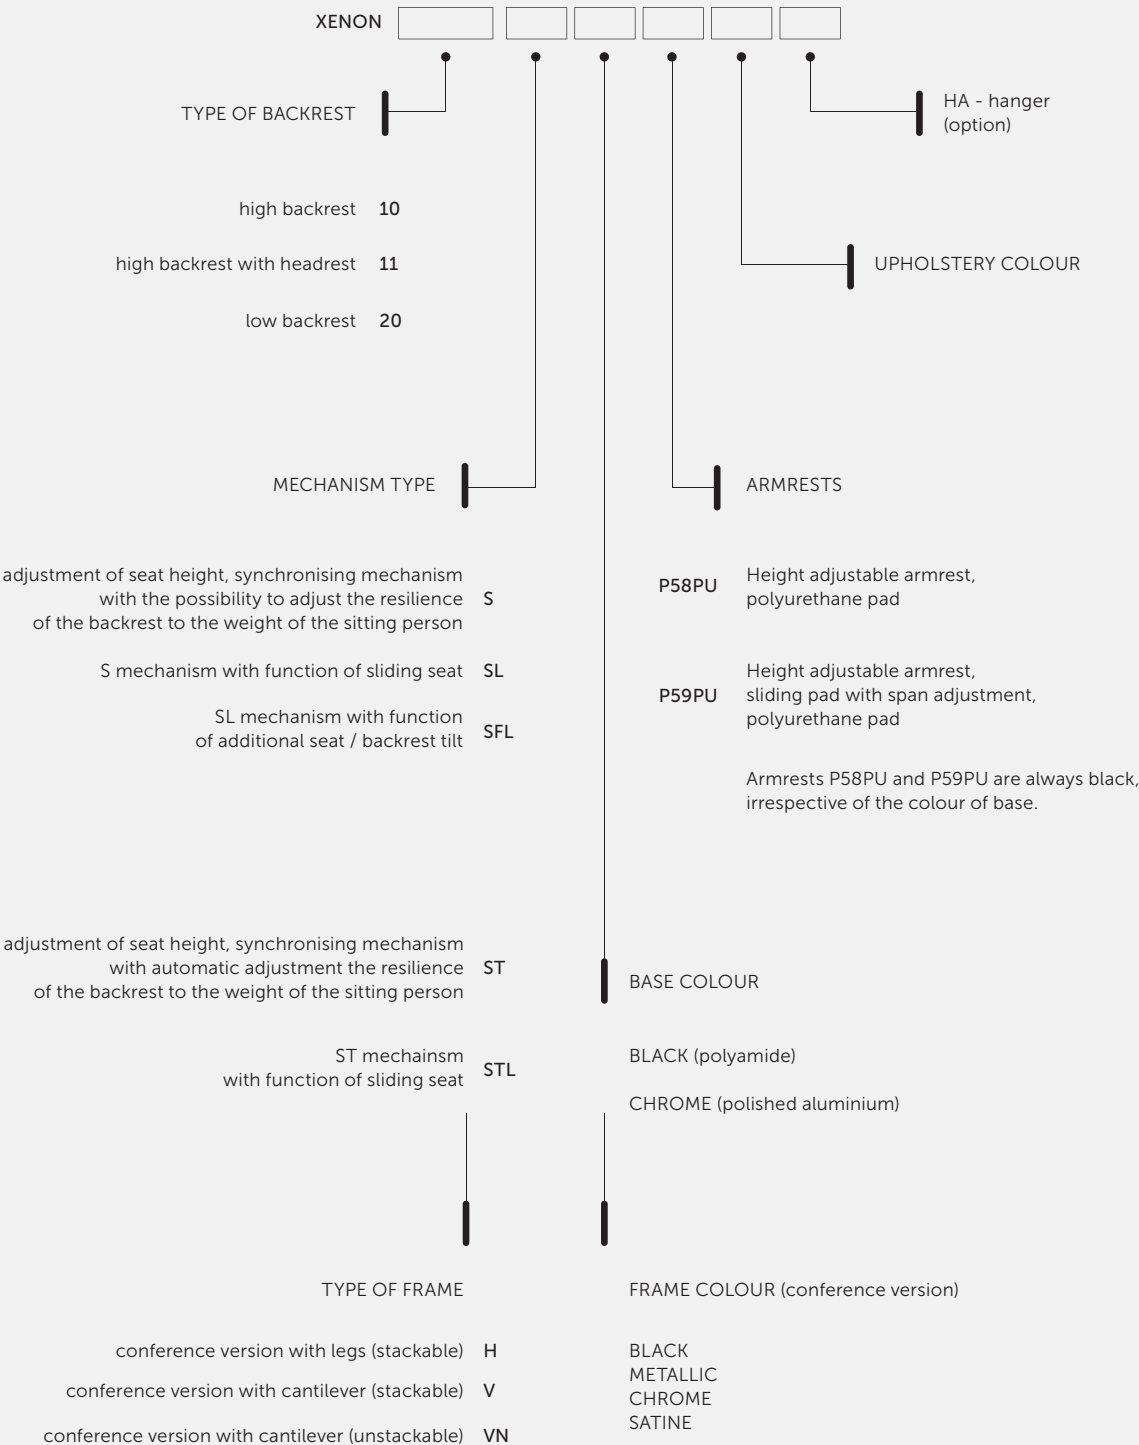 XENON
TYPE OF BACKREST
HA - hanger
(option)
high backrest 10
high backrest with headrest 11
low backrest 20
UPHOLSTERY COLOUR
MECHANISM TYPE
adjustment of seat height, synchronising mechanism
with the possibility to adjust the resilience S
of the backrest to the weight of the sitting person
S mechanism with function of sliding seat SL
SL mechanism with function
of additional seat / backrest tilt SFL
ARMRESTS
P58PU Height adjustable armrest,
polyurethane pad
Height adjustable armrest,
P59PU sliding pad with span adjustment,
polyurethane pad
Armrests P58PU and P59PU are always black,
irrespective of the colour of base.
adjustment of seat height, synchronising mechanism
with automatic adjustment the resilience ST
of the backrest to the weight of the sitting person
ST mechainsm
with function of sliding seat STL
BASE COLOUR
BLACK (polyamide)
CHROME (polished aluminium)
TYPE OF FRAME
conference version with legs (stackable) H
conference version with cantilever (stackable) V
conference version with cantilever (unstackable) VN
FRAME COLOUR (conference version)
BLACK
METALLIC
CHROME
SATINE